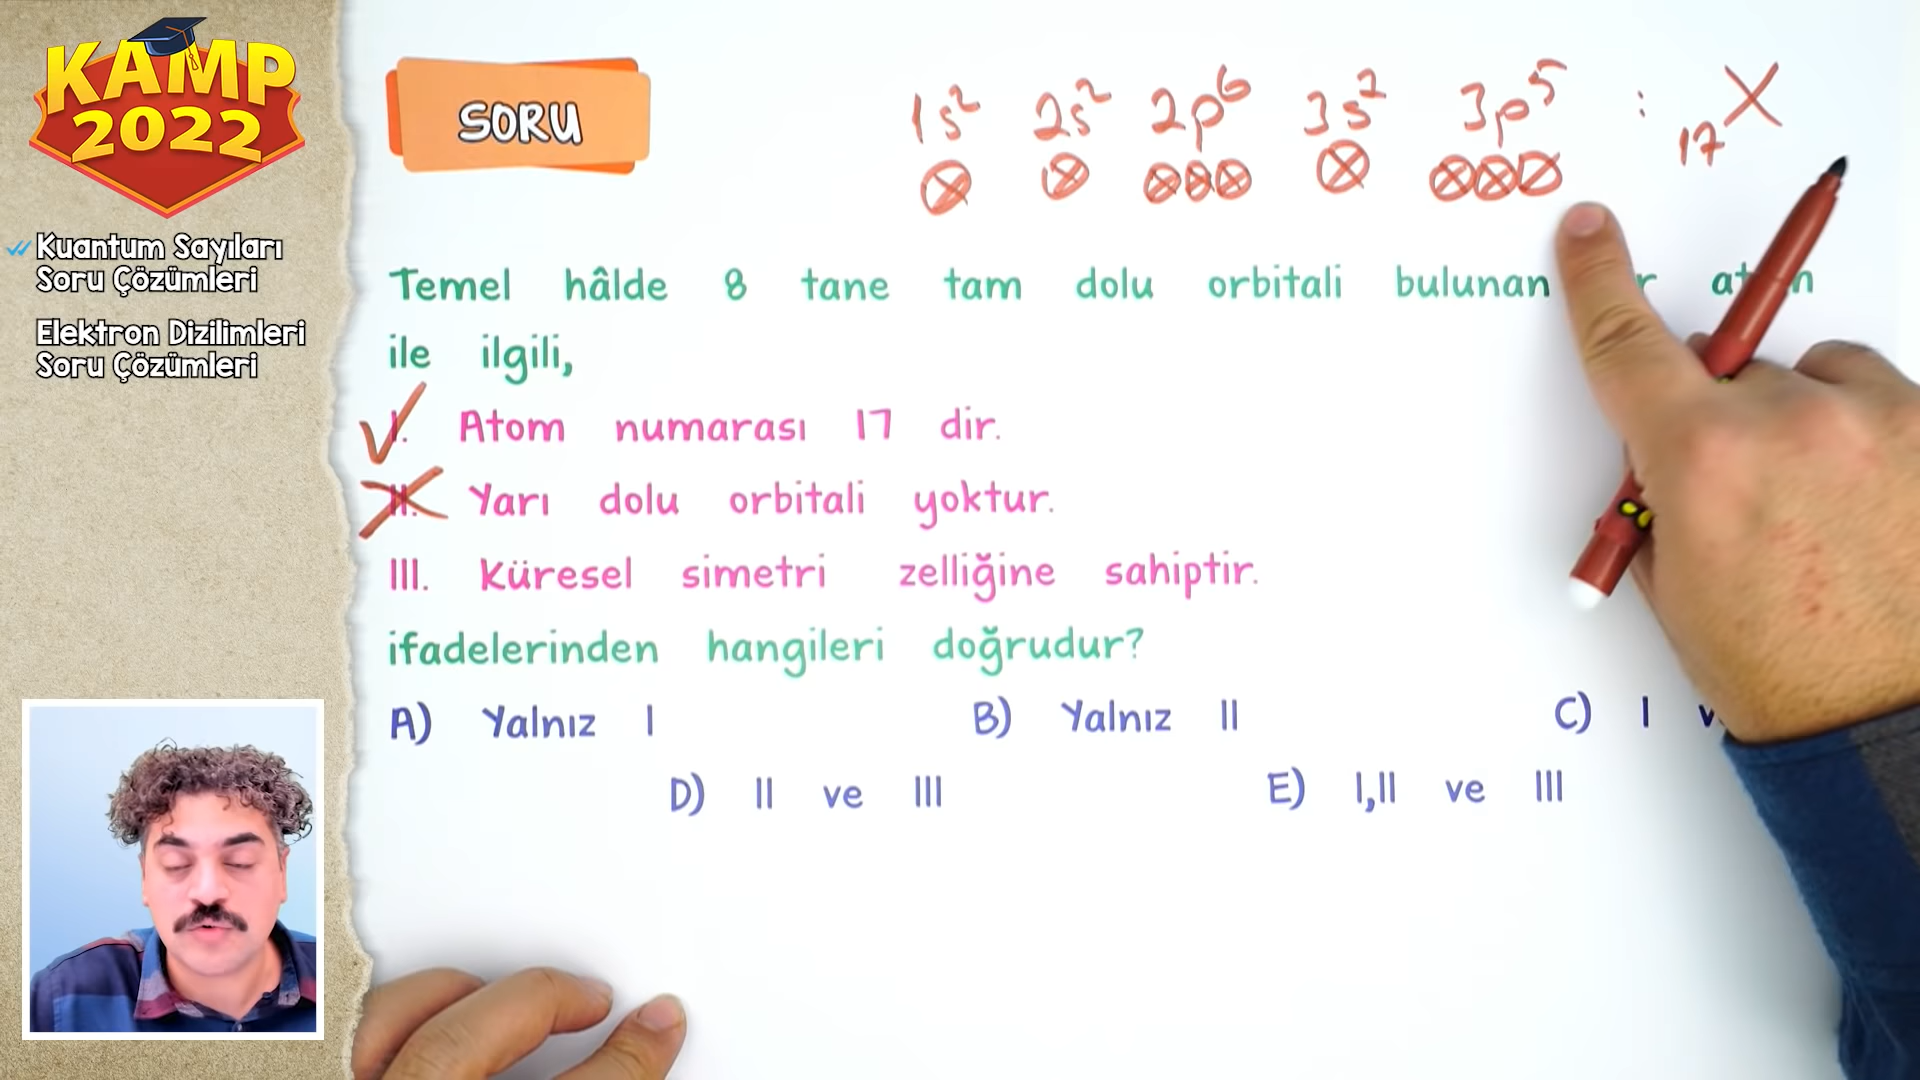 KAMP
2022
Kuantum Sayıları
Soru Çözümleri
Elektron Dizilimleri
Soru Çözümleri
SORU
1s² 2s² 2p⁶ 3s² 3p⁵ : ₁₇X
Temel hâlde 8 tane tam dolu orbitali bulunan
ile ilgili,
I. Atom numarası 17 dir.
II. Yarı dolu orbitali yoktur.
III. Küresel simetri zelliğine sahiptir.
ifadelerinden hangileri doğrudur?
A) Yalnız I B) Yalnız II C) I
D) II ve III E) I,II ve III